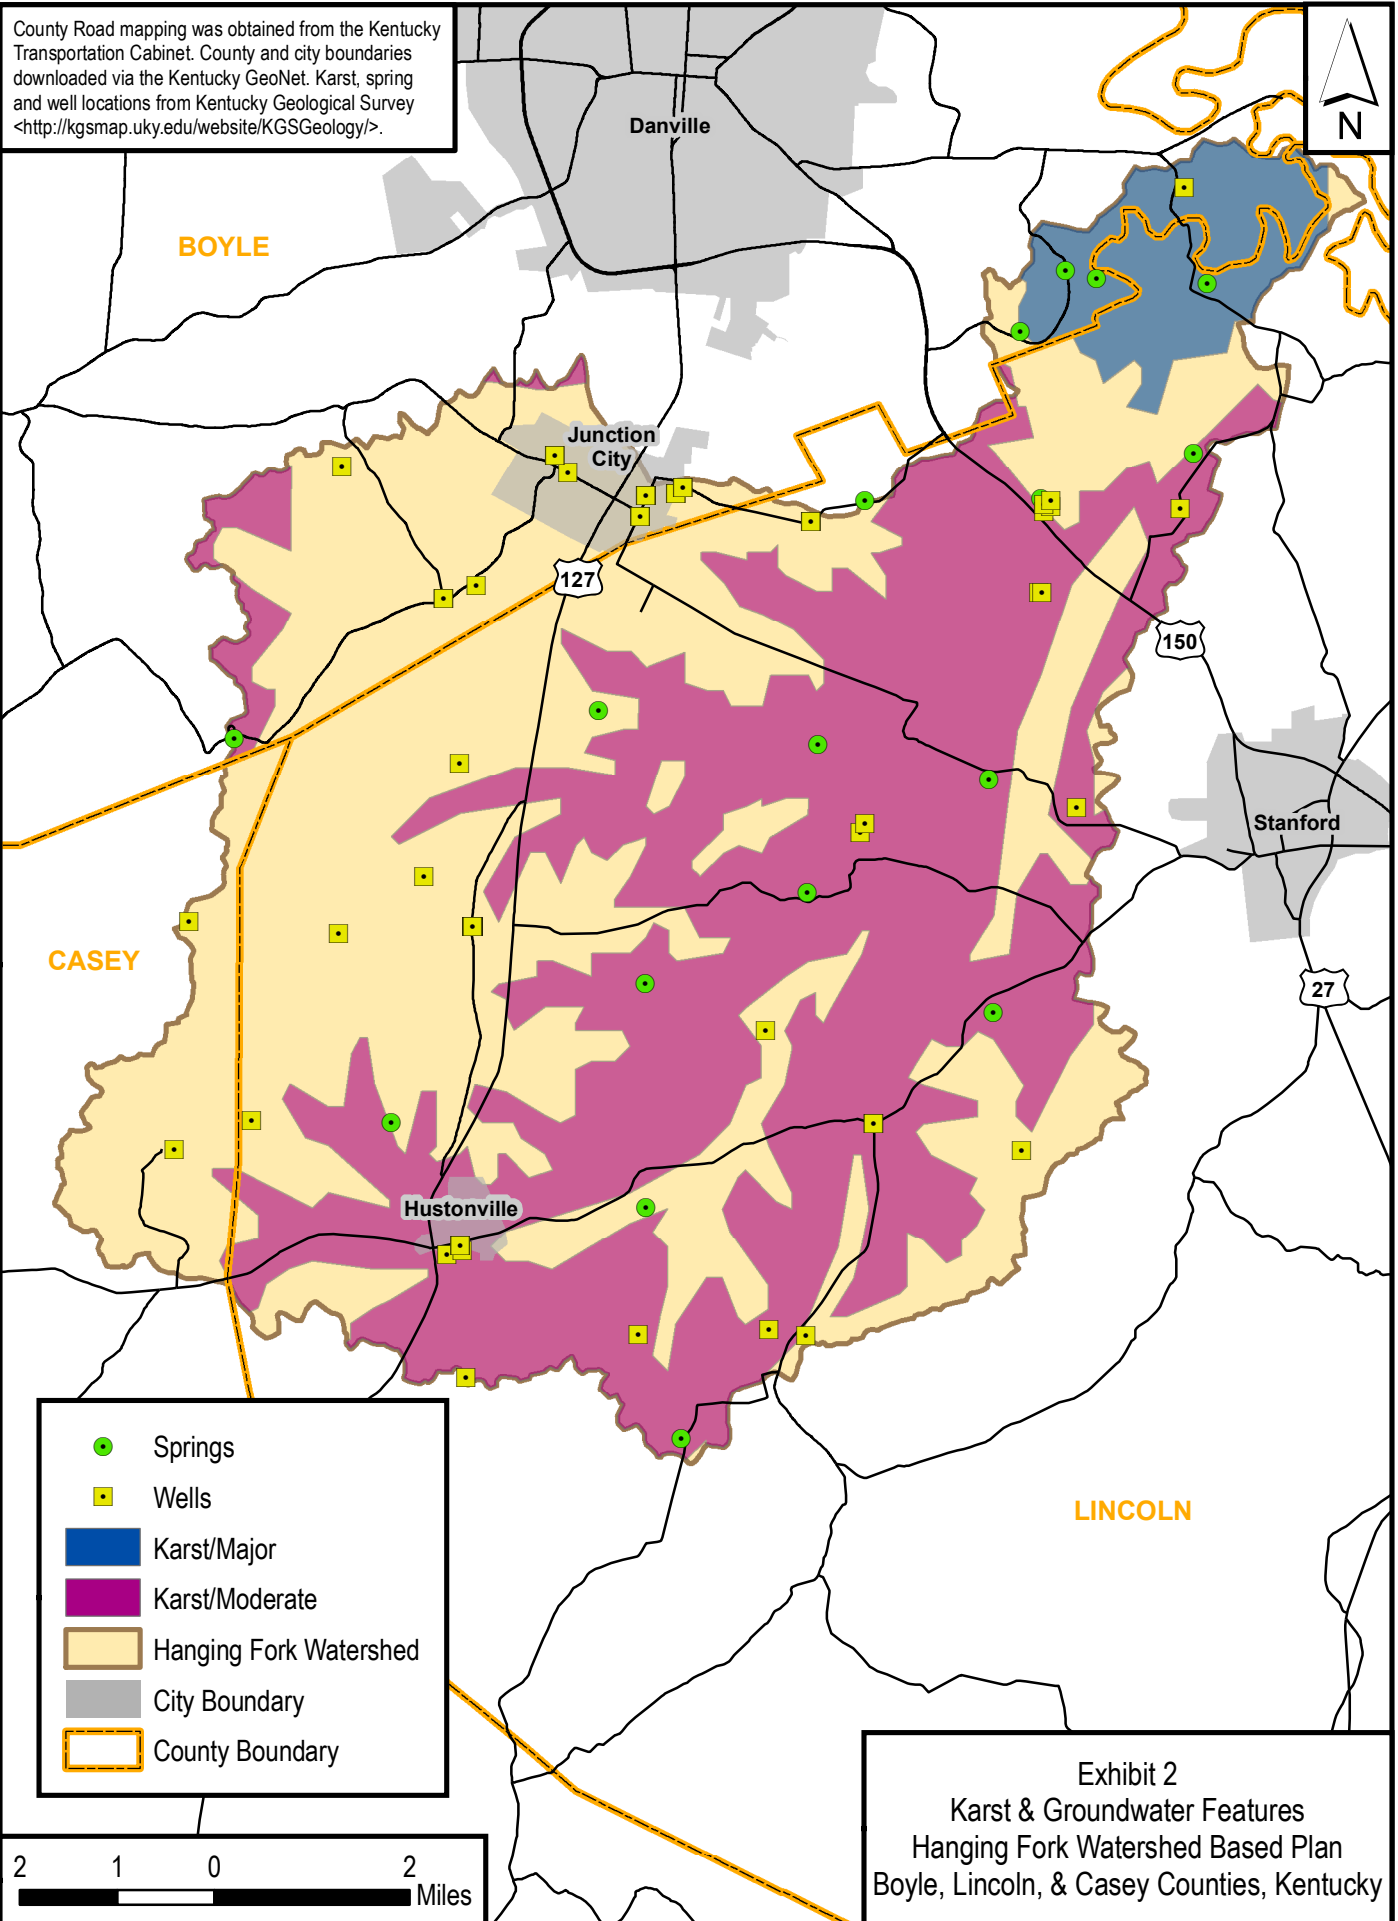 County Road mapping was obtained from the Kentucky
Transportation Cabinet. County and city boundaries
downloaded via the Kentucky GeoNet. Karst, spring
and well locations from Kentucky Geological Survey
<http://kgsmap.uky.edu/website/KGSGeology/>.
N
Danville
BOYLE
Junction
City
127
150
Stanford
CASEY
27
Hustonville
LINCOLN
Springs
Wells
Karst/Major
Karst/Moderate
Hanging Fork Watershed
City Boundary
County Boundary
2 1 0 2
Miles
Exhibit 2
Karst & Groundwater Features
Hanging Fork Watershed Based Plan
Boyle, Lincoln, & Casey Counties, Kentucky